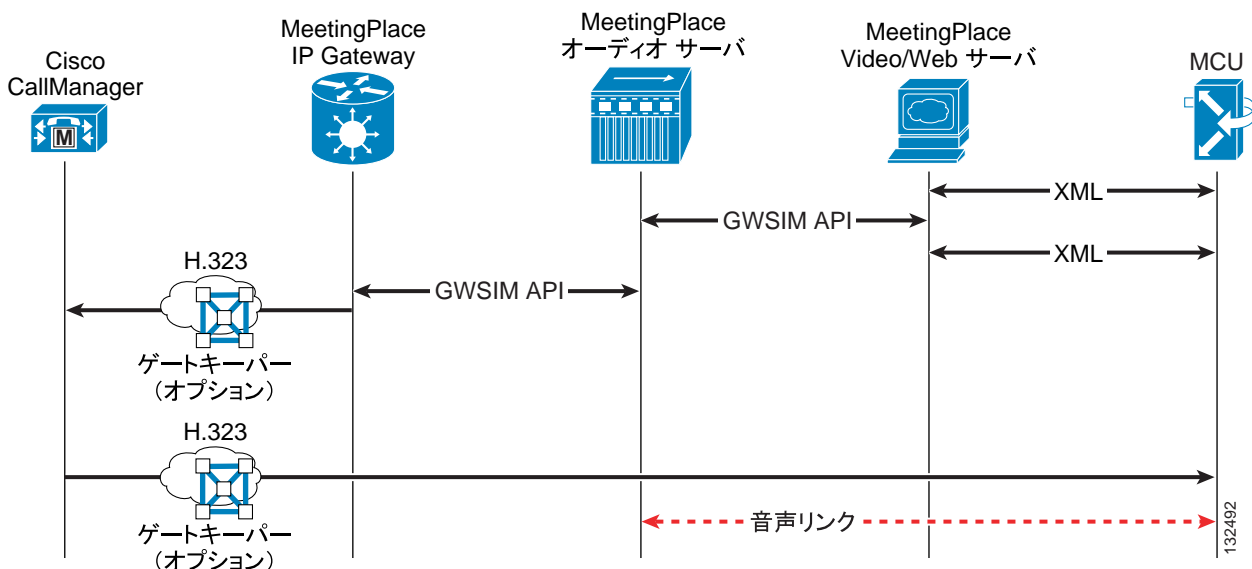 Cisco
CallManager
MeetingPlace
IP Gateway
MeetingPlace
オーディオ サーバ
MeetingPlace
Video/Web サーバ
MCU
M
XML
GWSIM API
XML
H.323
GWSIM API
ゲートキーパー
（オプション）
H.323
ゲートキーパー
（オプション）
音声リンク
132492